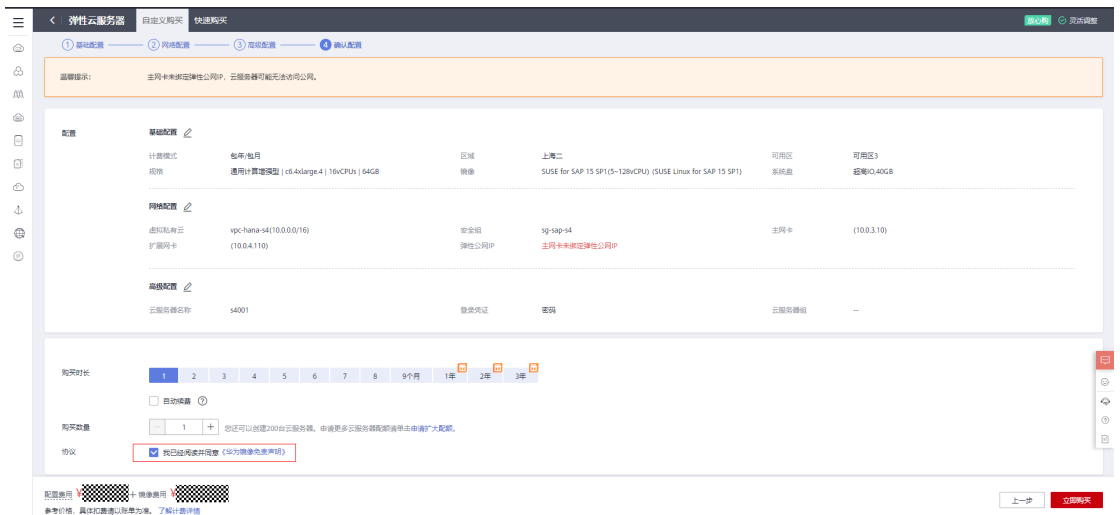 弹性云服务器 自定义购买 快速购买 放心购 灵活调整
1 基础配置 2 网络配置 3 高级配置 4 确认配置
温馨提示: 主网卡未绑定弹性公网IP，云服务器可能无法访问公网。
配置 基础配置
计费模式 包年/包月 区域 上海二 可用区 可用区3
规格 通用计算增强型 | c6.4xlarge.4 | 16vCPUs | 64GB 镜像 SUSE for SAP 15 SP1(5~128vCPU) (SUSE Linux for SAP 15 SP1) 系统盘 超高IO,40GB
网络配置
虚拟私有云 vpc-hana-s4(10.0.0.0/16) 安全组 sg-sap-s4 主网卡 (10.0.3.10)
扩展网卡 (10.0.4.110) 弹性公网IP 主网卡未绑定弹性公网IP
高级配置
云服务器名称 s4001 登录凭证 密码 云服务器组 --
购买时长 1 2 3 4 5 6 7 8 9个月 1年 2年 3年
自动续费 ?
购买数量 − 1 + 您还可以创建200台云服务器。申请更多云服务器配额请单击申请扩大配额。
协议 我已经阅读并同意《华为镜像免责声明》
配置费用 ¥ + 镜像费用 ¥
参考价格，具体扣费请以账单为准。 了解计费详情
上一步 立即购买